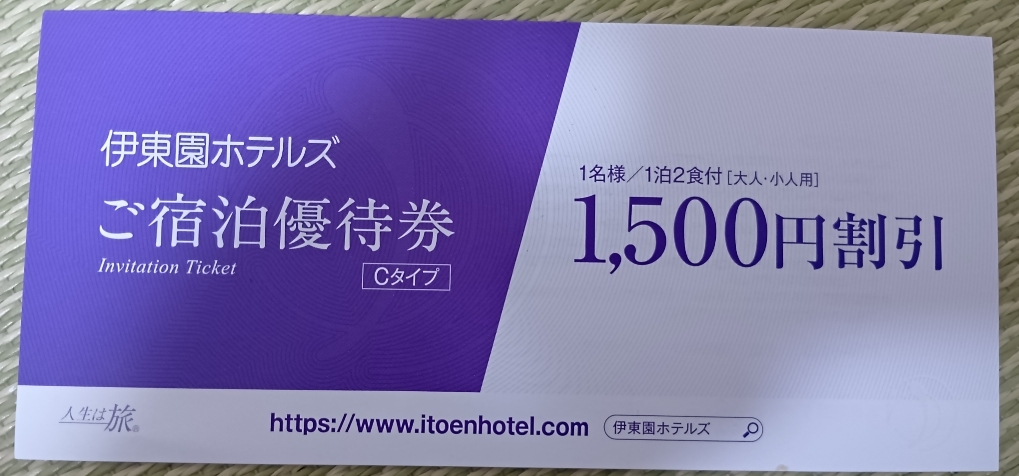 伊東園ホテルズ
ご宿泊優待券
Invitation Ticket
Cタイプ
1名様／1泊2食付［大人・小人用］
1,500円割引
人生は旅®
https://www.itoenhotel.com
伊東園ホテルズ